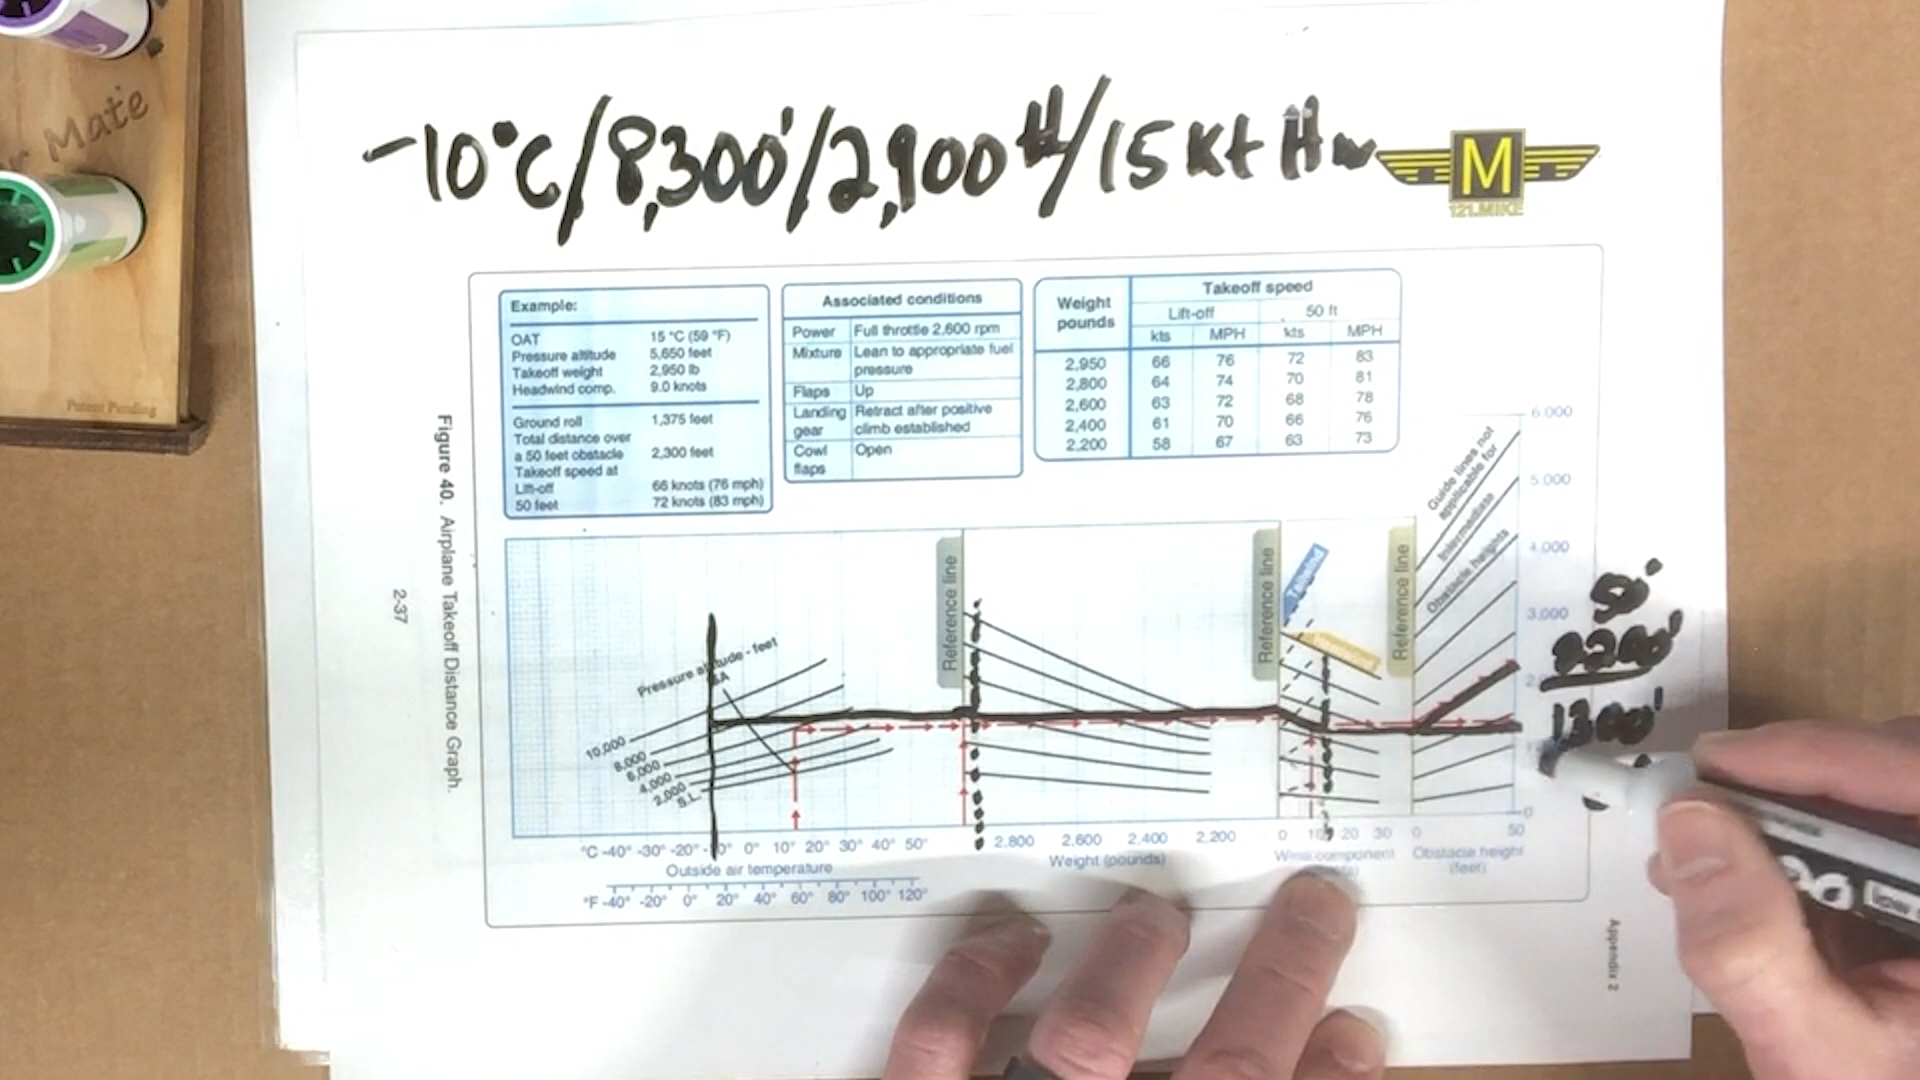 r Mate
Patent Pending
-10°C/8,300'/2,900#/15 Kt Hw
M
121.MIKE
Example:
OAT 15 °C (59 °F)
Pressure altitude 5,650 feet
Takeoff weight 2,950 lb
Headwind comp. 9.0 knots
Ground roll 1,375 feet
Total distance over
a 50 feet obstacle 2,300 feet
Takeoff speed at
Lift-off 66 knots (76 mph)
50 feet 72 knots (83 mph)
Associated conditions
Power Full throttle 2,600 rpm
Mixture Lean to appropriate fuel
pressure
Flaps Up
Landing Retract after positive
gear climb established
Cowl Open
flaps
Weight
pounds
Takeoff speed
Lift-off 50 ft
kts MPH kts MPH
2,950 66 76 72 83
2,800 64 74 70 81
2,600 63 72 68 78
2,400 61 70 66 76
2,200 58 67 63 73
Figure 40. Airplane Takeoff Distance Graph.
2-37
Pressure altitude - feet
10,000
8,000
6,000
4,000
2,000
S.L.
Reference line
Reference line
Tailwind
Reference line
Guide lines not
applicable for
Intermediate
Obstacle heights
6.000
5.000
4,000
3,000
0
2200'
1300'
°C -40° -30° -20° 0° 10° 20° 30° 40° 50°
Outside air temperature
°F -40° -20° 0° 20° 40° 60° 80° 100° 120°
2,800 2,600 2,400 2,200
Weight (pounds)
0 20 30
component
0 50
Obstacle height
(feet)
Appendix 2